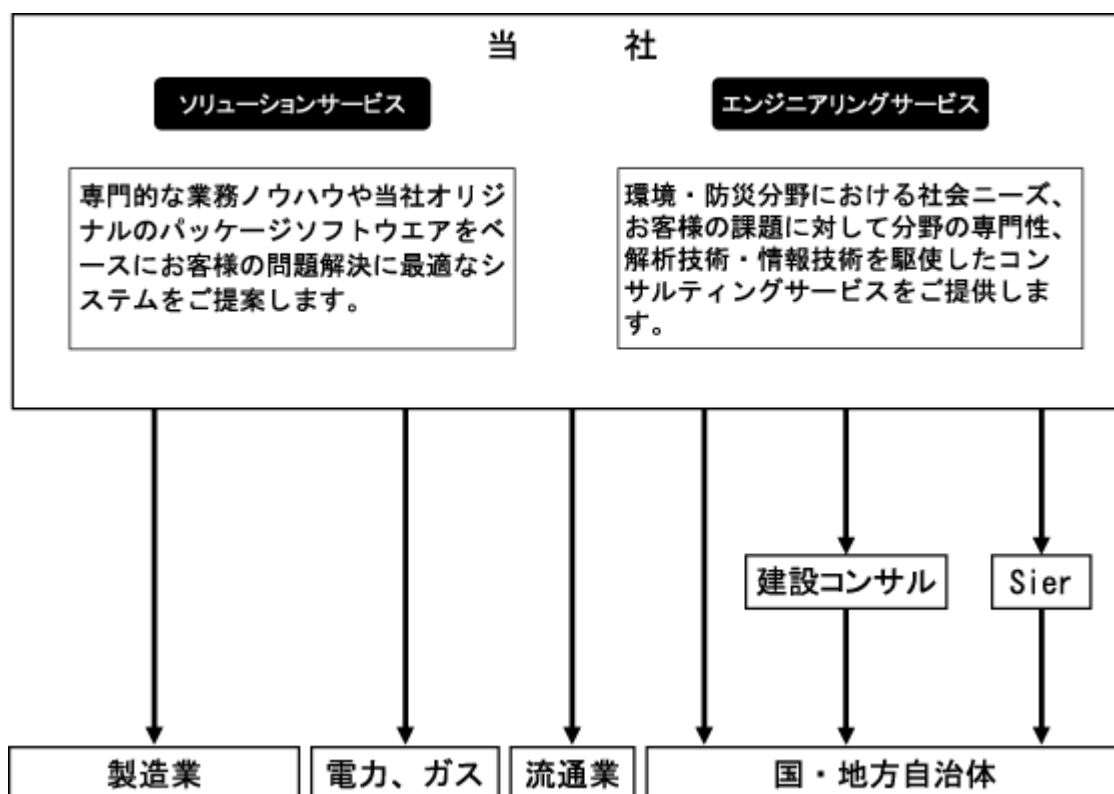 当　社
ソリューションサービス
エンジニアリングサービス
専門的な業務ノウハウや当社オリジ
ナルのパッケージソフトウエアをベ
ースにお客様の問題解決に最適なシ
ステムをご提案します。
環境・防災分野における社会ニーズ、
お客様の課題に対して分野の専門性、
解析技術・情報技術を駆使したコン
サルティングサービスをご提供しま
す。
建設コンサル
Sier
製造業
電力、ガス
流通業
国・地方自治体